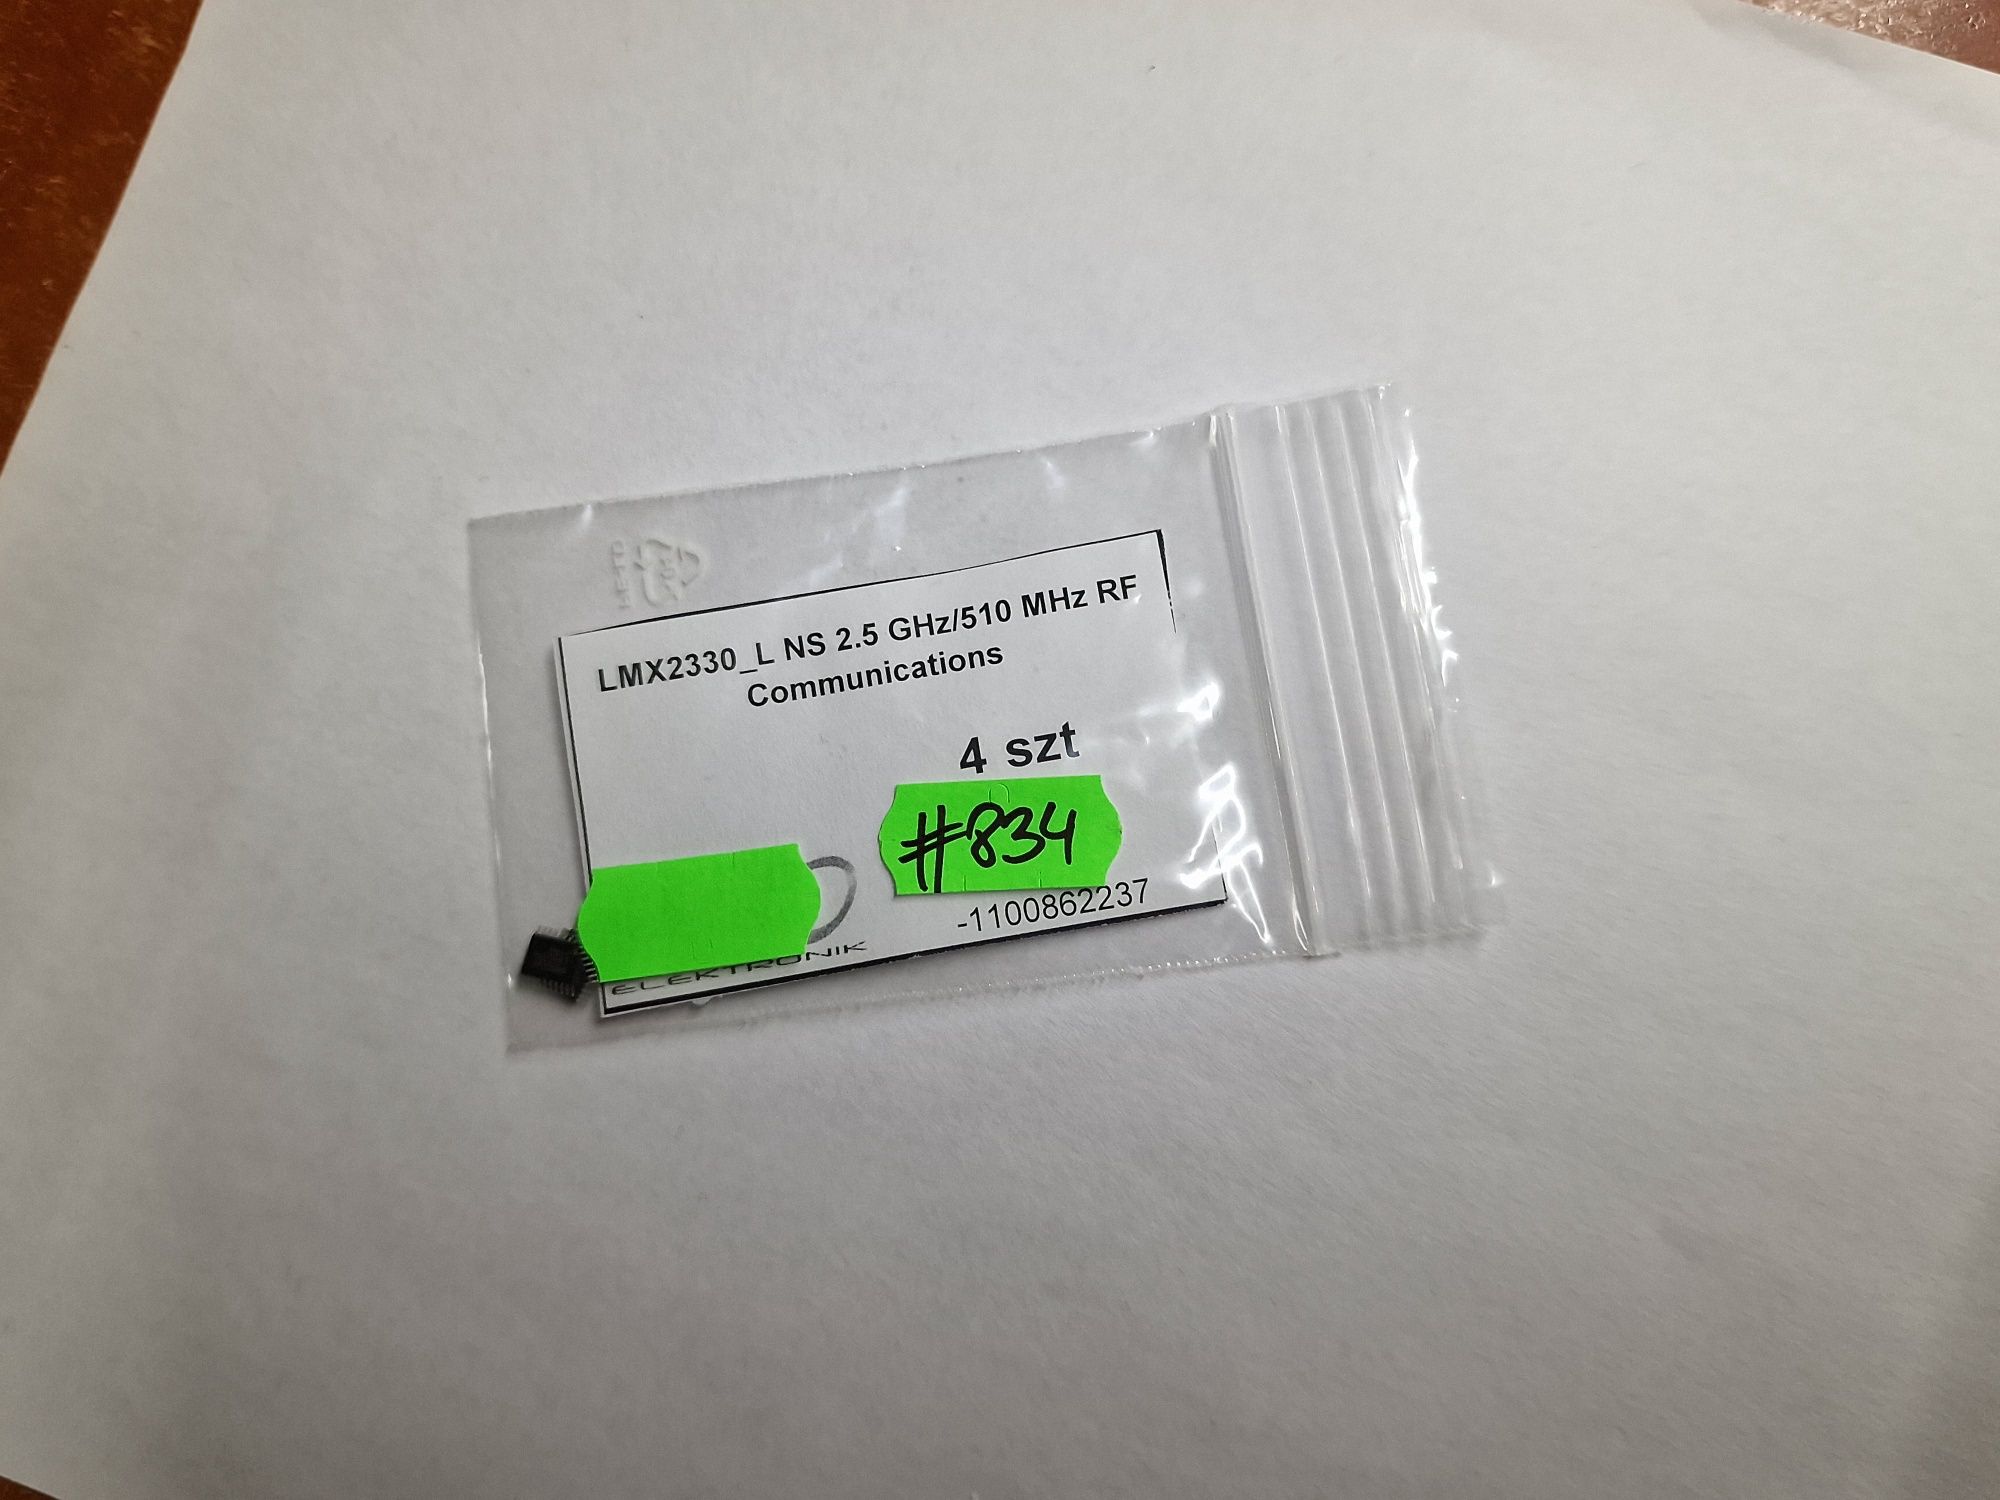 LMX2330_L NS 2.5 GHz/510 MHz RF
Communications
4 szt
#834
-1100862237
ELEKTRONIK